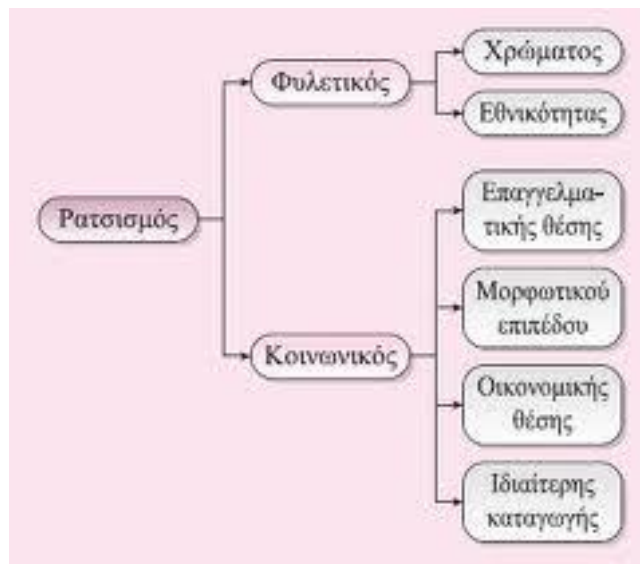 Ρατσισμός
Φυλετικός
Χρώματος
Εθνικότητας
Κοινωνικός
Επαγγελμα-
τικής θέσης
Μορφωτικού
επιπέδου
Οικονομικής
θέσης
Ιδιαίτερης
καταγωγής